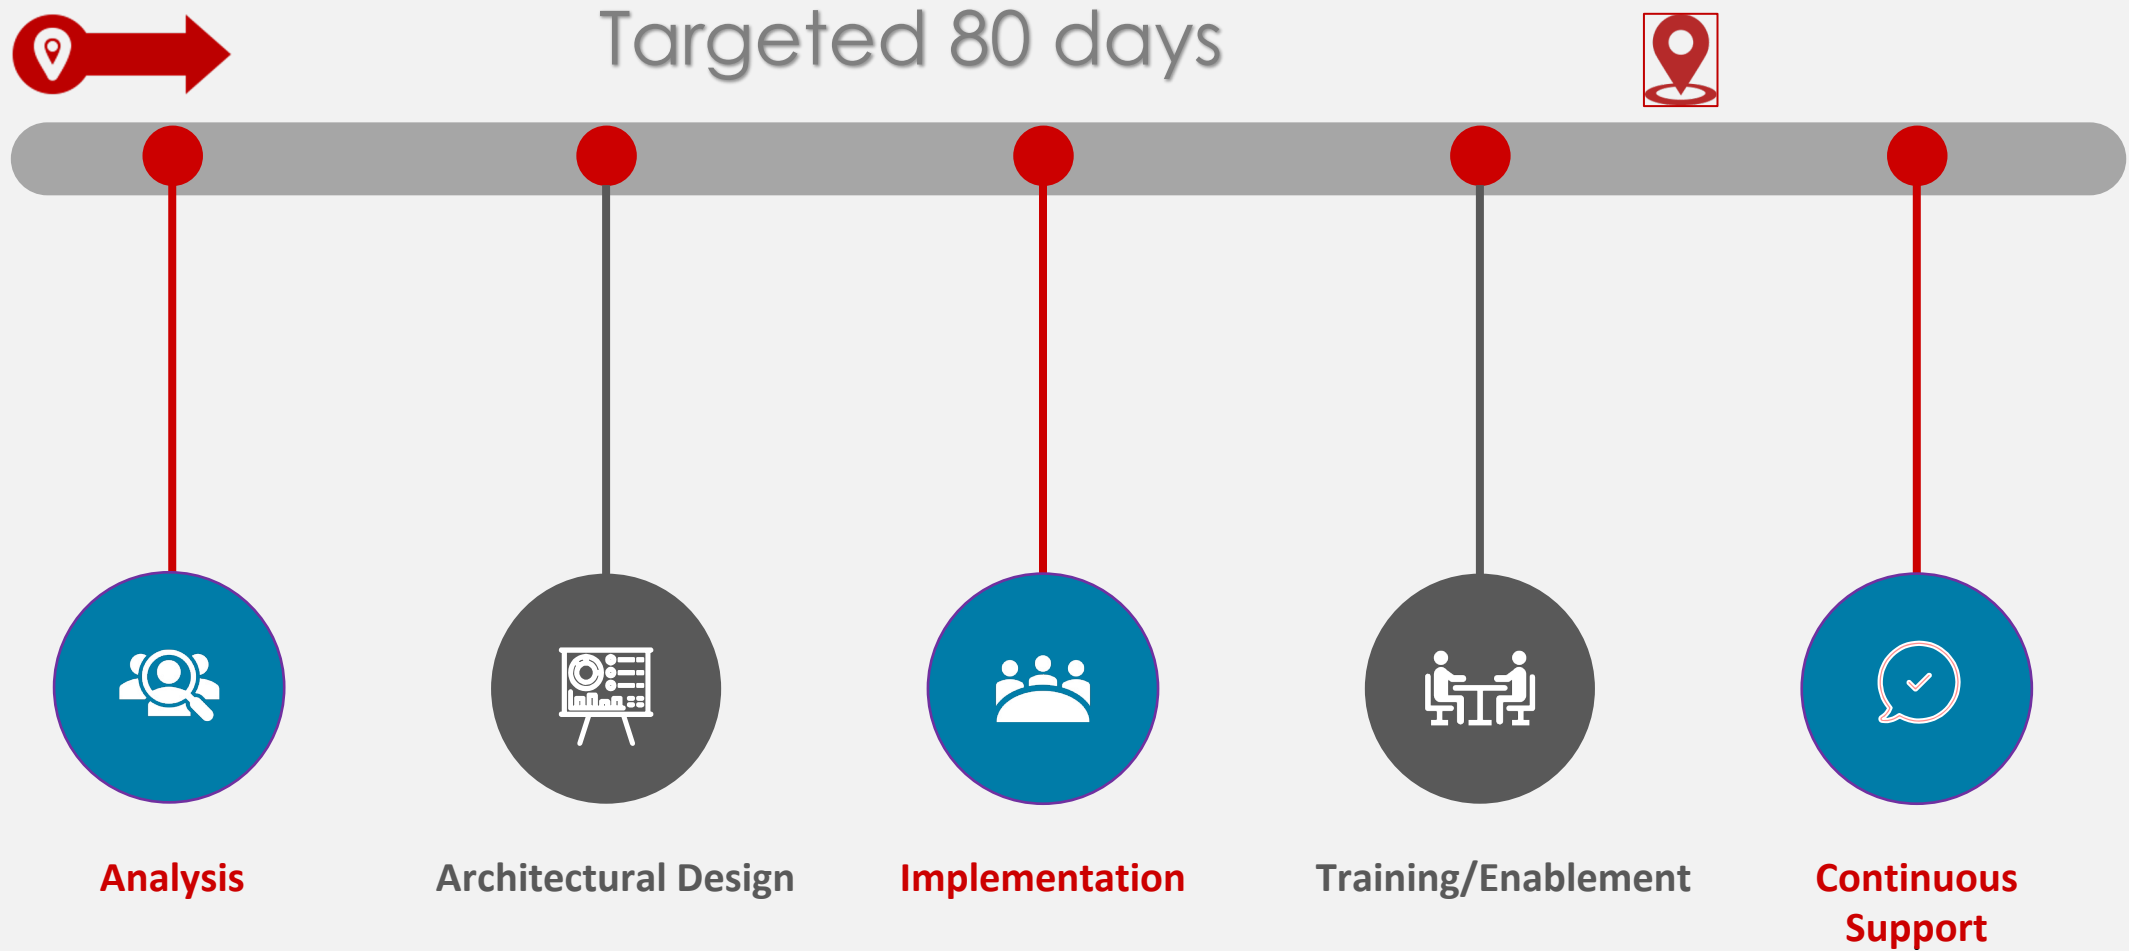 Targeted 80 days
Analysis
Architectural Design
Implementation
Training/Enablement
Continuous
Support